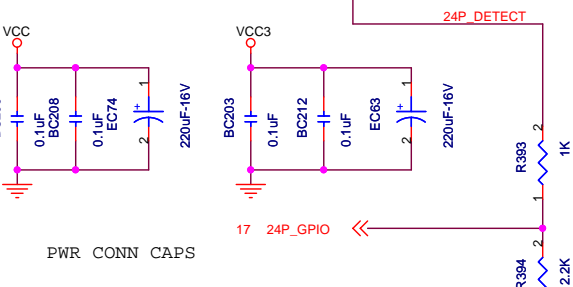 24P_DETECT
VCC
VCC3
1
2
0.1uF
BC208
0.1uF
EC74
220uF-16V
BC203
0.1uF
BC212
0.1uF
EC63
1
2
220uF-16V
2
R393
1K
1
17 24P_GPIO
2
R394
2.2K
PWR CONN CAPS